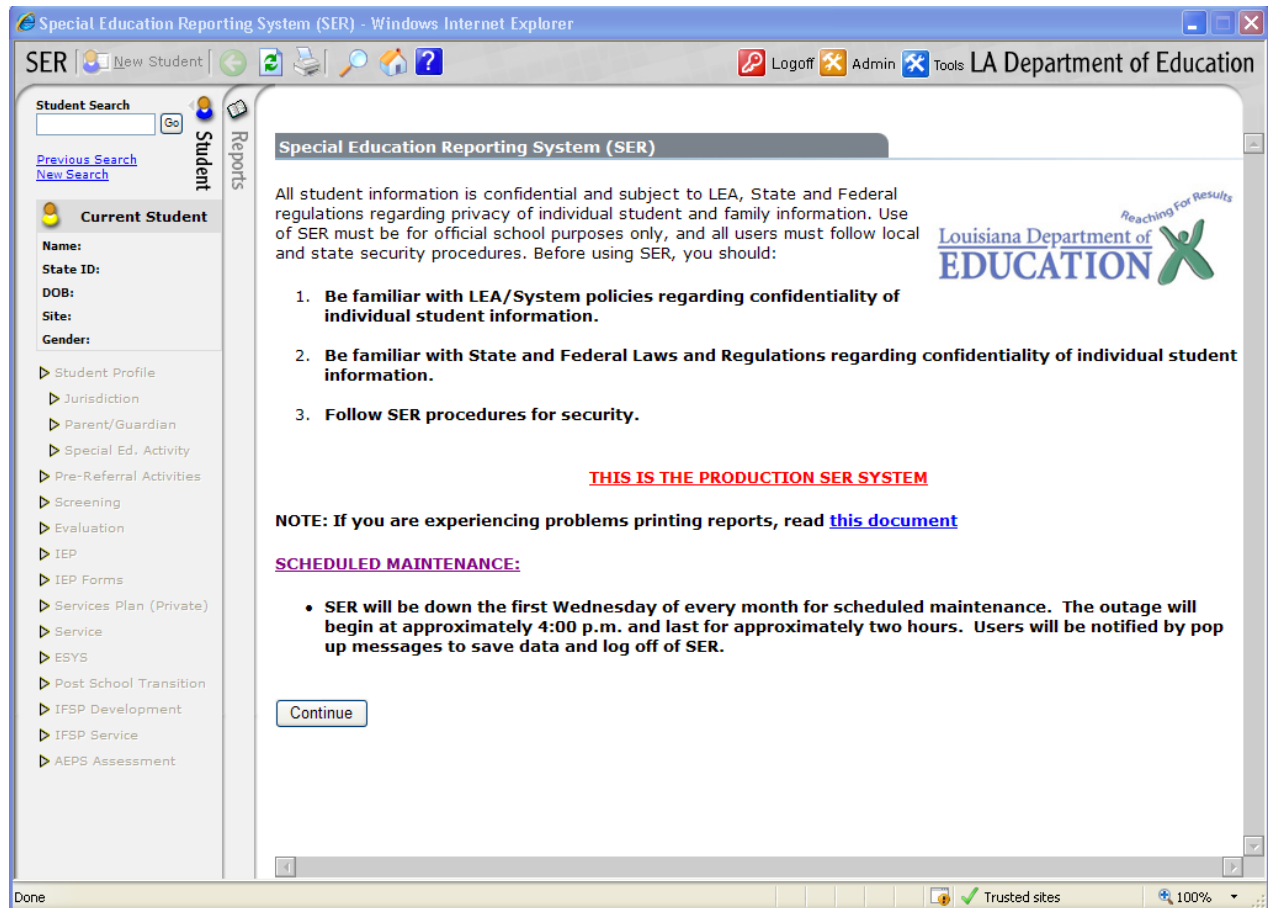 Special Education Reporting System (SER) - Windows Internet Explorer
SER New Student ? Logoff Admin Tools LA Department of Education
Student Search
Go
Previous Search
New Search
Student
Reports
Current Student
Name:
State ID:
DOB:
Site:
Gender:
Student Profile
Jurisdiction
Parent/Guardian
Special Ed. Activity
Pre-Referral Activities
Screening
Evaluation
IEP
IEP Forms
Services Plan (Private)
Service
ESYS
Post School Transition
IFSP Development
IFSP Service
AEPS Assessment
Special Education Reporting System (SER)
All student information is confidential and subject to LEA, State and Federal
regulations regarding privacy of individual student and family information. Use
of SER must be for official school purposes only, and all users must follow local
and state security procedures. Before using SER, you should:
Reaching For Results
Louisiana Department of
EDUCATION
1. Be familiar with LEA/System policies regarding confidentiality of
individual student information.
2. Be familiar with State and Federal Laws and Regulations regarding confidentiality of individual student
information.
3. Follow SER procedures for security.
THIS IS THE PRODUCTION SER SYSTEM
NOTE: If you are experiencing problems printing reports, read this document
SCHEDULED MAINTENANCE:
• SER will be down the first Wednesday of every month for scheduled maintenance. The outage will
begin at approximately 4:00 p.m. and last for approximately two hours. Users will be notified by pop
up messages to save data and log off of SER.
Continue
Done Trusted sites 100%